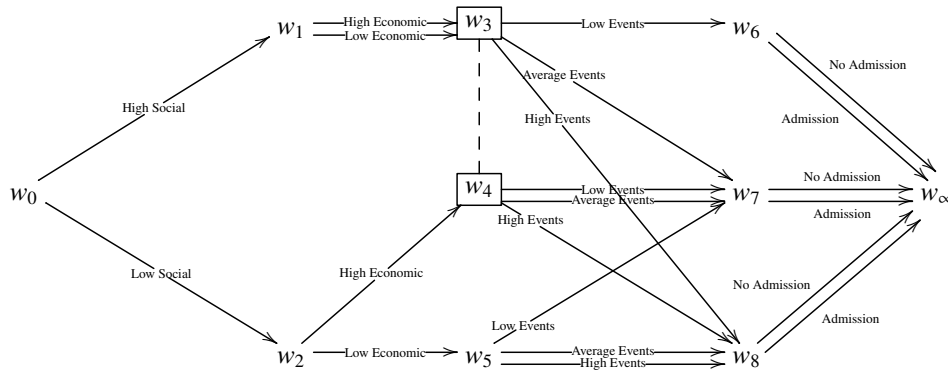 w1
High Economic
Low Economic
w3
Low Events
w6
Average Events
High Events
No Admission
Admission
High Social
w0
w4
Low Events
Average Events
High Events
w7
No Admission
Admission
w∞
Low Social
High Economic
Low Events
No Admission
Admission
w2
Low Economic
w5
Average Events
High Events
w8